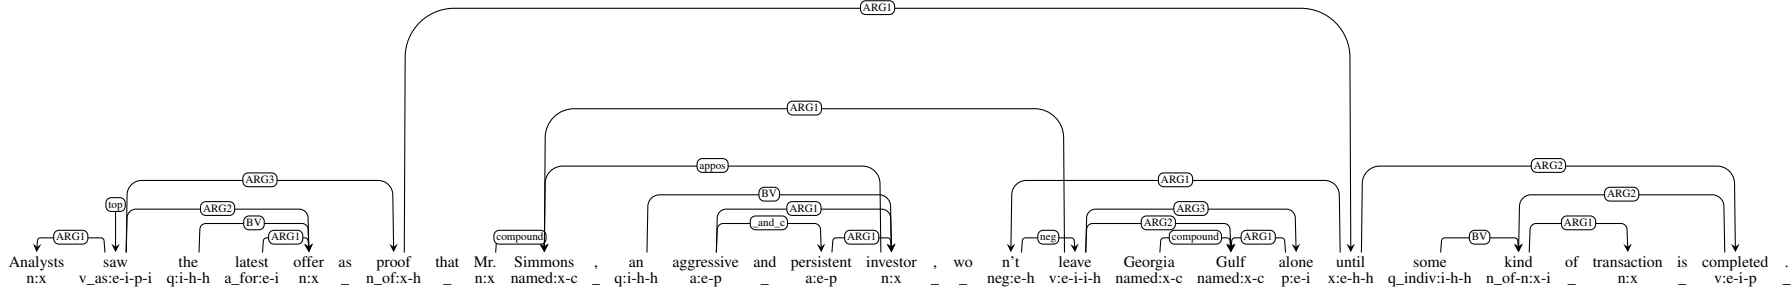 ARG1
ARG1
appos
ARG2
ARG3 ARG1
BV ARG2
top ARG2 ARG1 ARG3
BV _and_c ARG2 ARG1
ARG1 ARG1 compound ARG1 neg compound ARG1 BV
Analysts saw the latest offer as proof that Mr. Simmons , an aggressive and persistent investor , wo n't leave Georgia Gulf alone until some kind of transaction is completed .
n:x v_as:e-i-p-i q:i-h-h a_for:e-i n:x _ n_of:x-h _ n:x named:x-c _ q:i-h-h a:e-p _ a:e-p n:x _ _ neg:e-h v:e-i-i-h named:x-c named:x-c p:e-i x:e-h-h q_indiv:i-h-h n_of-n:x-i _ n:x _ v:e-i-p _